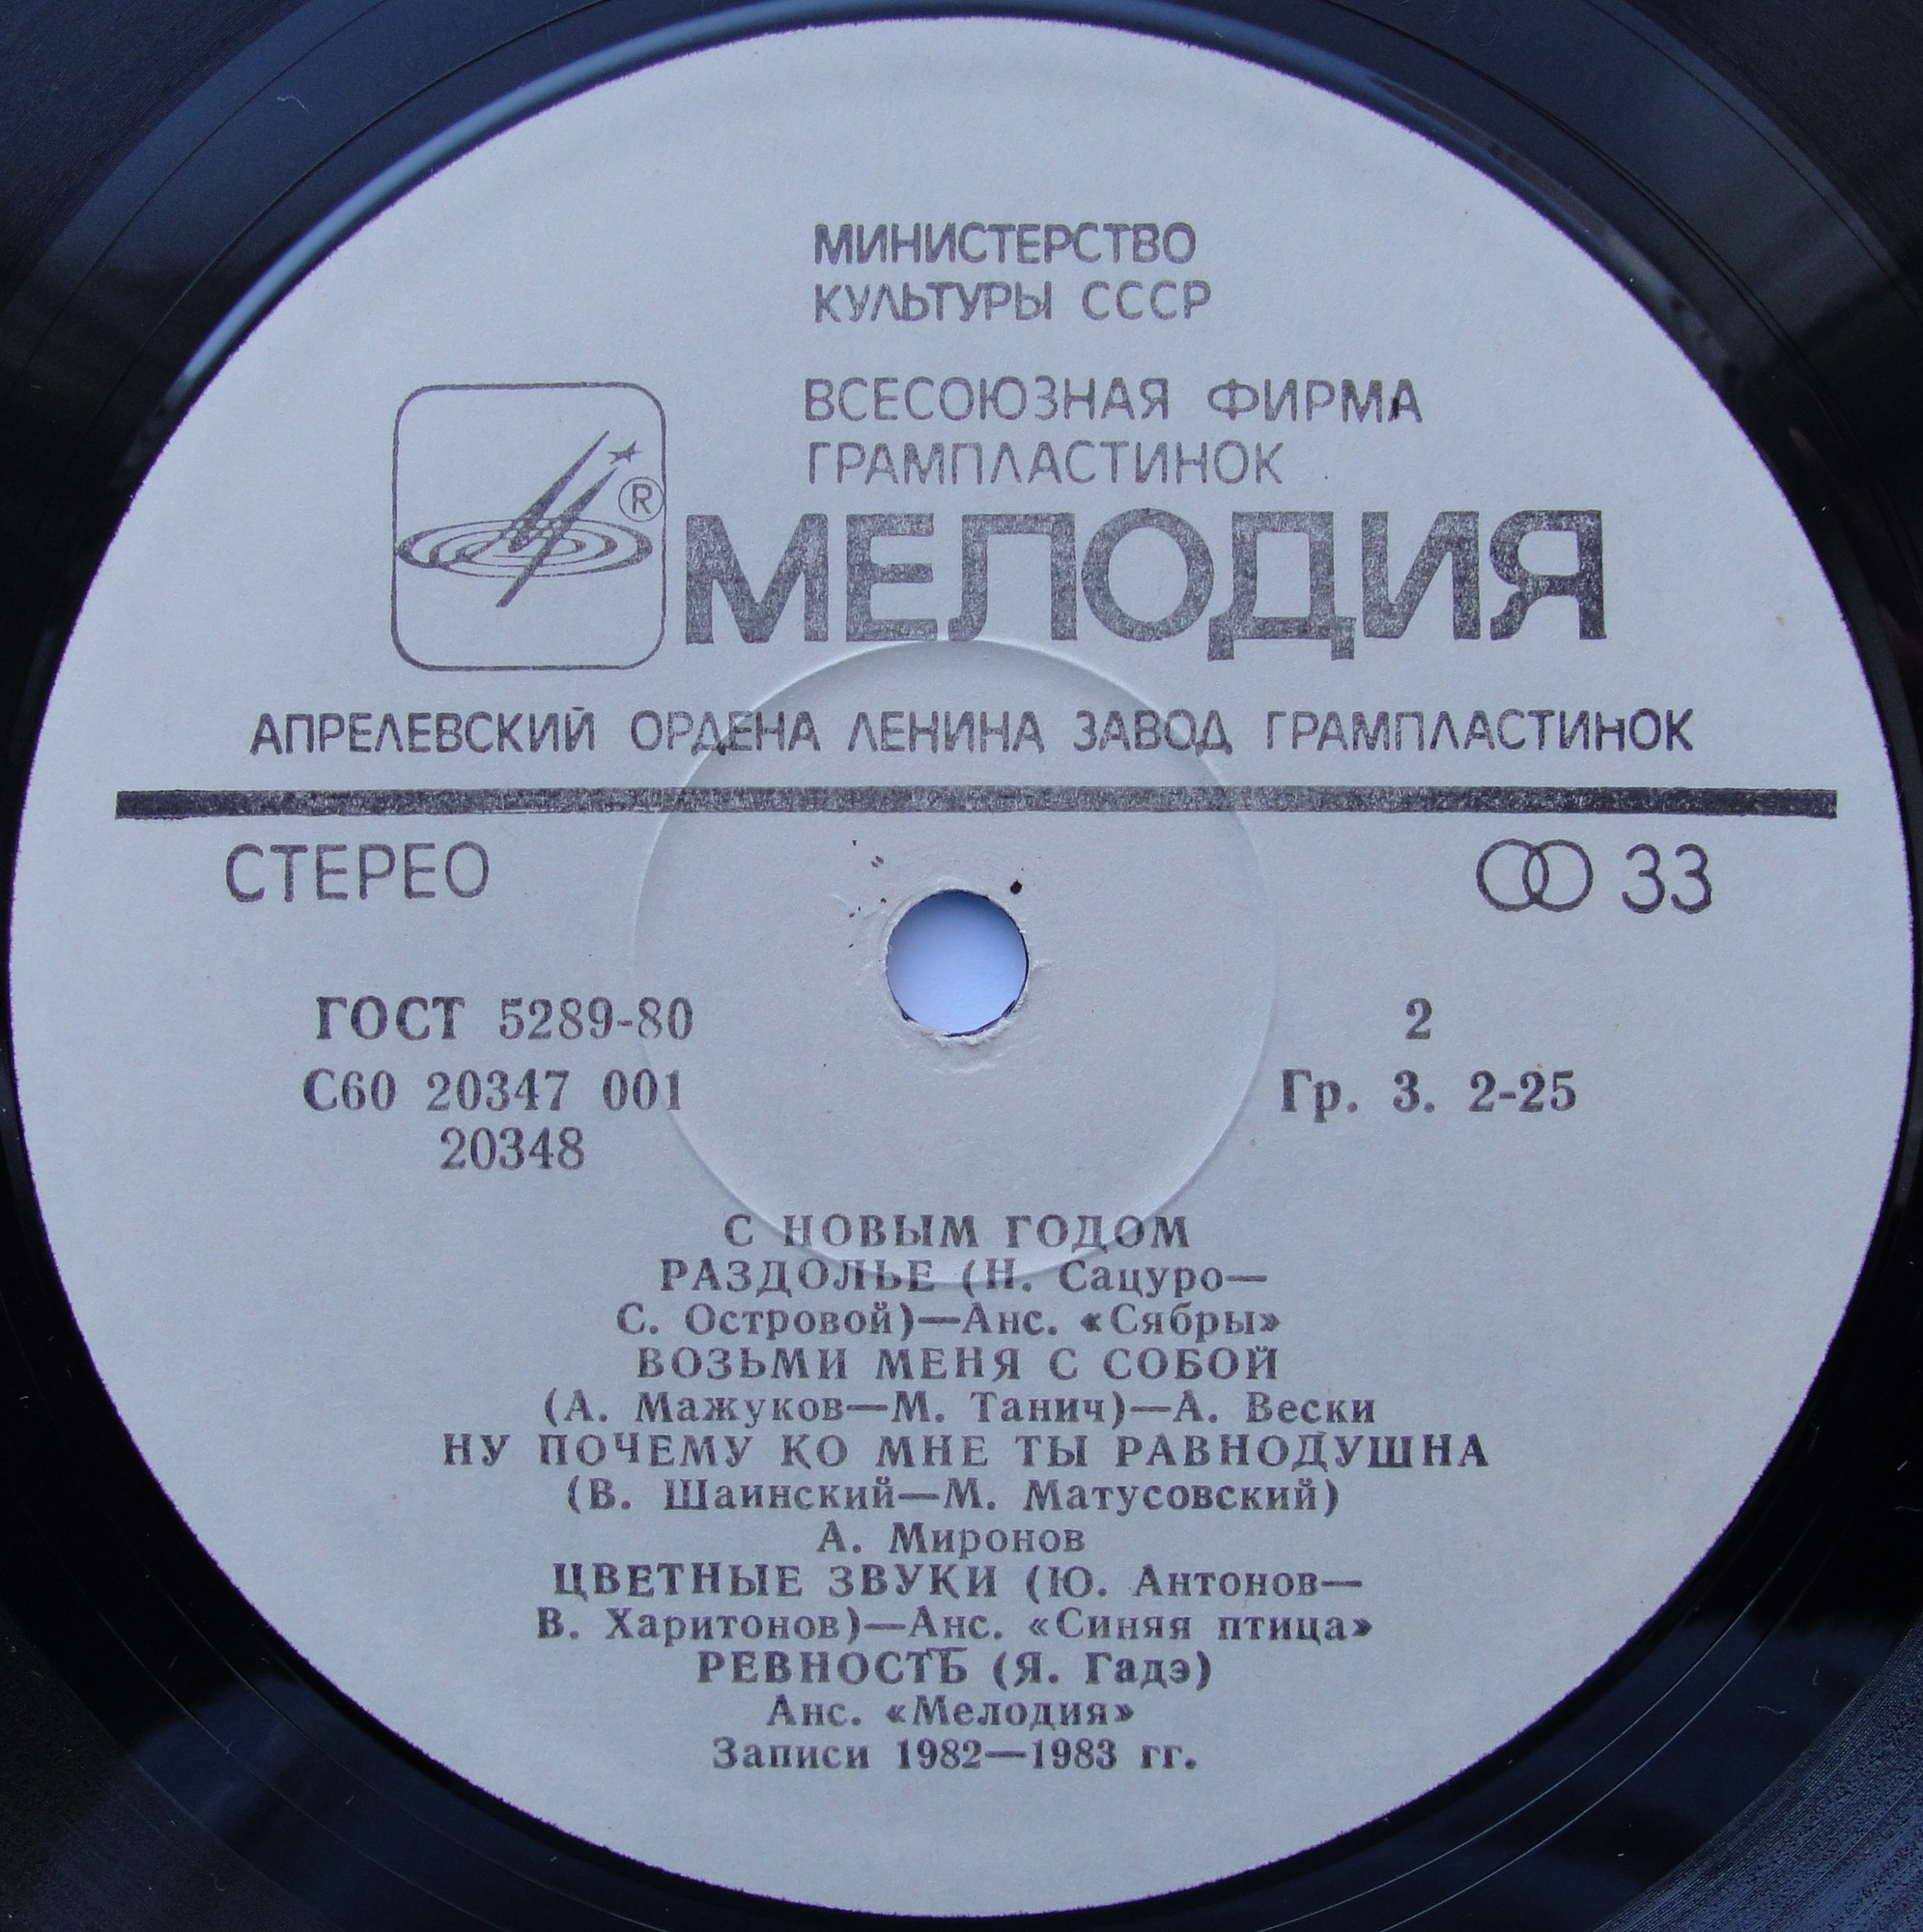 МИНИСТЕРСТВО
КУЛЬТУРЫ СССР
ВСЕСОЮЗНАЯ ФИРМА
ГРАМПЛАСТИНОК
®
МЕЛОДИЯ
АПРЕЛЕВСКИЙ ОРДЕНА ЛЕНИНА ЗАВОД ГРАМПЛАСТИНОК
СТЕРЕО
33
ГОСТ 5289-80
2
С60 20347 001
Гр. 3. 2-25
20348
С НОВЫМ ГОДОМ
РАЗДОЛЬЕ (Н. Сацуро—
С. Островой)—Анс. «Сябры»
ВОЗЬМИ МЕНЯ С СОБОЙ
(А. Мажуков—М. Танич)—А. Вески
НУ ПОЧЕМУ КО МНЕ ТЫ РАВНОДУШНА
(В. Шаинский—М. Матусовский)
А. Миронов
ЦВЕТНЫЕ ЗВУКИ (Ю. Антонов—
В. Харитонов)—Анс. «Синяя птица»
РЕВНОСТЬ (Я. Гадэ)
Анс. «Мелодия»
Записи 1982—1983 гг.